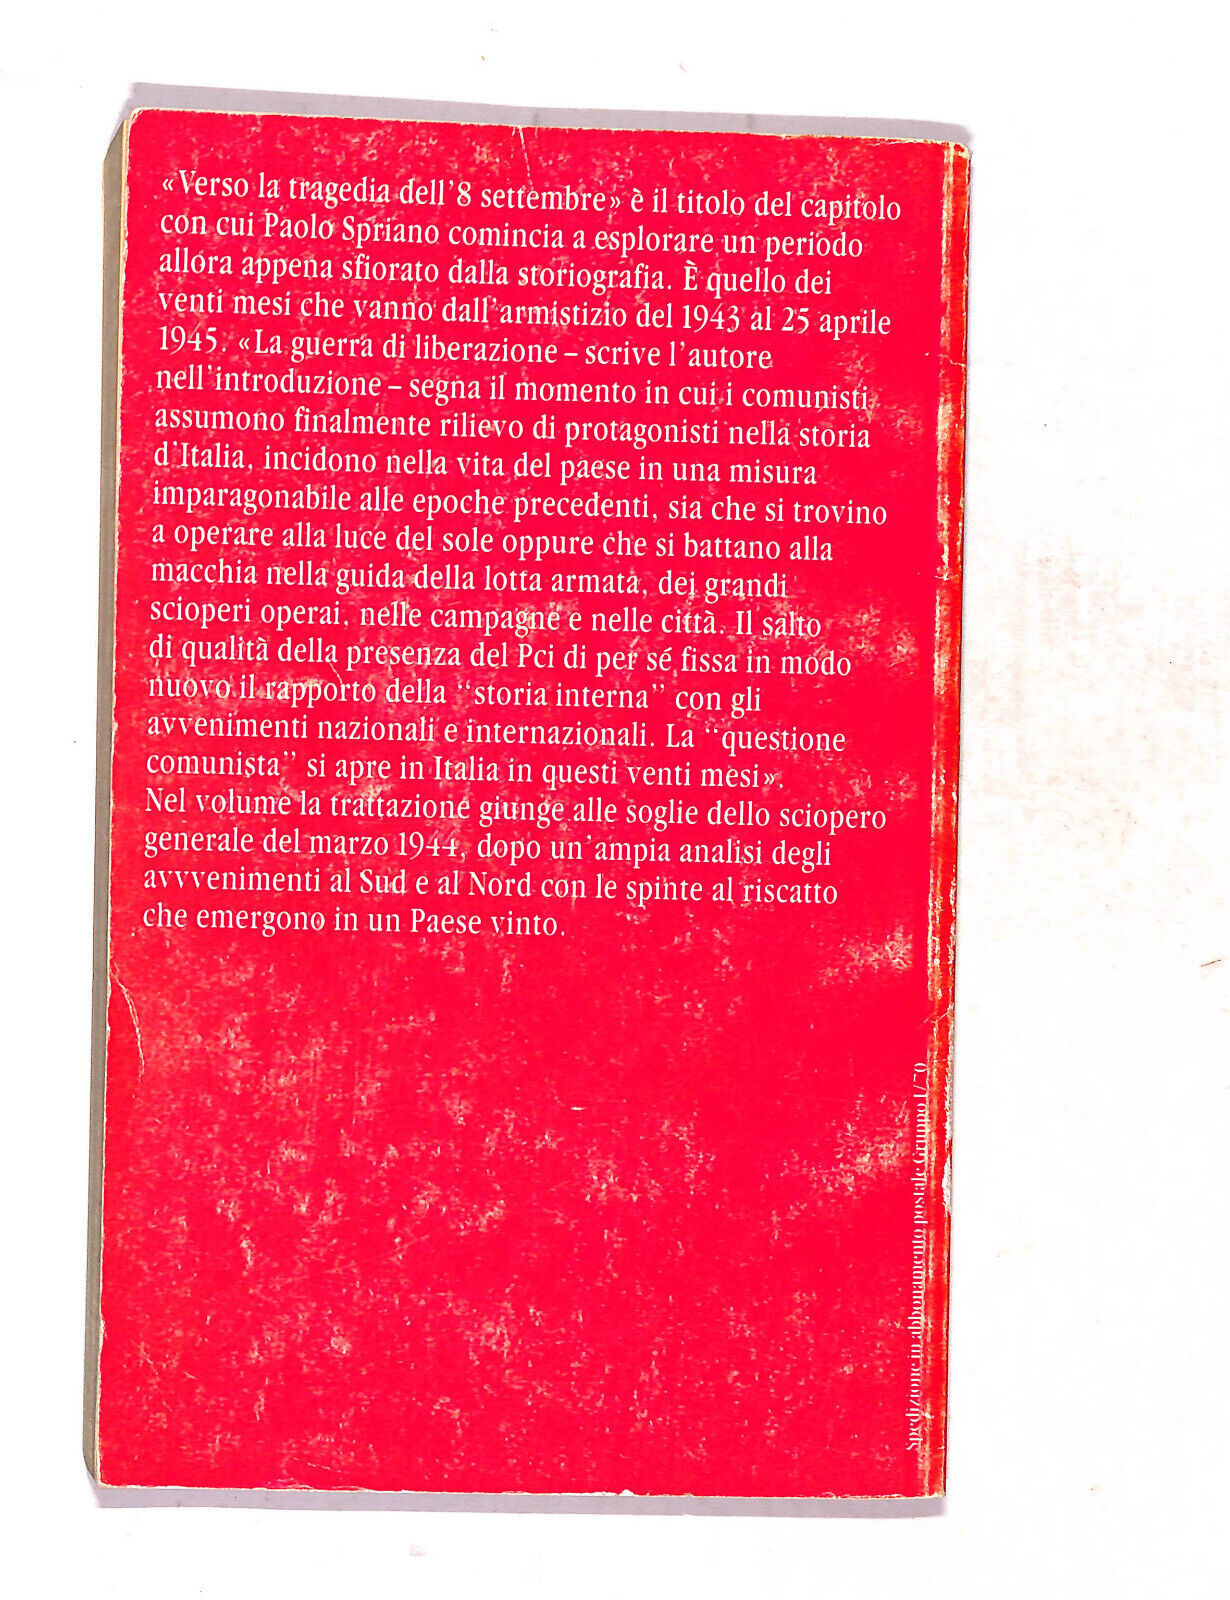 «Verso la tragedia dell'8 settembre» è il titolo del capitolo
con cui Paolo Spriano comincia a esplorare un periodo
allora appena sfiorato dalla storiografia. È quello dei
venti mesi che vanno dall'armistizio del 1943 al 25 aprile
1945. «La guerra di liberazione – scrive l'autore
nell'introduzione – segna il momento in cui i comunisti
assumono finalmente rilievo di protagonisti nella storia
d'Italia, incidono nella vita del paese in una misura
imparagonabile alle epoche precedenti, sia che si trovino
a operare alla luce del sole oppure che si battano alla
macchia nella guida della lotta armata, dei grandi
scioperi operai, nelle campagne e nelle città. Il salto
di qualità della presenza del Pci di per sé fissa in modo
nuovo il rapporto della "storia interna" con gli
avvenimenti nazionali e internazionali. La "questione
comunista" si apre in Italia in questi venti mesi».
Nel volume la trattazione giunge alle soglie dello sciopero
generale del marzo 1944, dopo un'ampia analisi degli
avvvenimenti al Sud e al Nord con le spinte al riscatto
che emergono in un Paese vinto.
Spedizione in abbonamento postale Gruppo 1/70